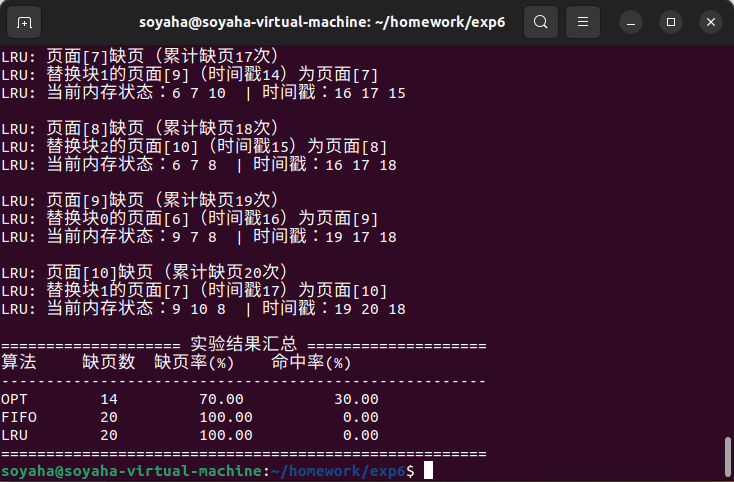 soyaha@soyaha-virtual-machine: ~/homework/exp6
LRU: 页面[7]缺页（累计缺页17次）
LRU: 替换块1的页面[9]（时间戳14）为页面[7]
LRU: 当前内存状态：6 7 10  | 时间戳：16 17 15
LRU: 页面[8]缺页（累计缺页18次）
LRU: 替换块2的页面[10]（时间戳15）为页面[8]
LRU: 当前内存状态：6 7 8  | 时间戳：16 17 18
LRU: 页面[9]缺页（累计缺页19次）
LRU: 替换块0的页面[6]（时间戳16）为页面[9]
LRU: 当前内存状态：9 7 8  | 时间戳：19 17 18
LRU: 页面[10]缺页（累计缺页20次）
LRU: 替换块1的页面[7]（时间戳17）为页面[10]
LRU: 当前内存状态：9 10 8  | 时间戳：19 20 18
==================== 实验结果汇总 ====================
算法     缺页数  缺页率(%)    命中率(%)
------------------------------------------------------
OPT        14         70.00          30.00
FIFO       20         100.00          0.00
LRU        20         100.00          0.00
======================================================
soyaha@soyaha-virtual-machine:~/homework/exp6$